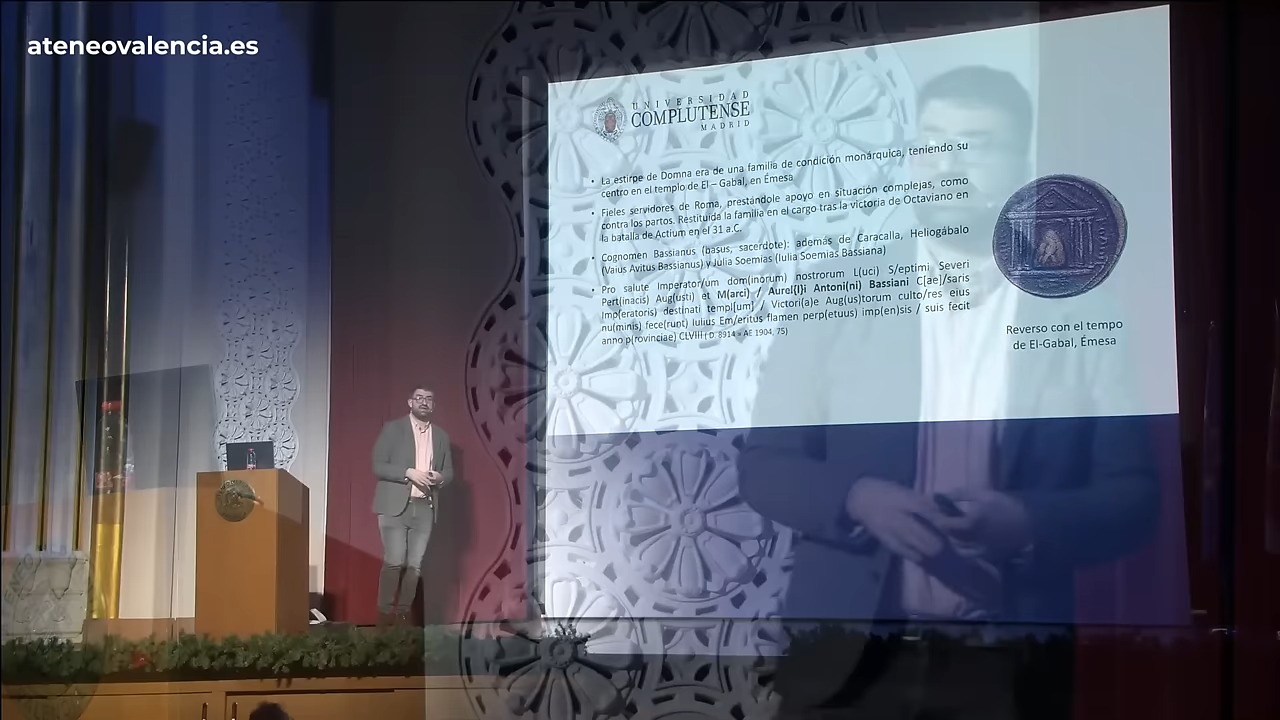 ateneovalencia.es
UNIVERSIDAD
COMPLUTENSE
MADRID
• La estirpe de Domna era de una familia de condición monárquica, teniendo su
centro en el templo de El – Gabal, en Émesa
• Fieles servidores de Roma, prestándole apoyo en situación complejas, como
contra los partos. Restituida la familia en el cargo tras la victoria de Octaviano en
la batalla de Actium en el 31 a.C.
• Cognomen Bassianus (basus, sacerdote): además de Caracalla, Heliogábalo
(Vaius Avitus Bassianus) y Julia Soemias (Iulia Soemias Bassiana)
• Pro salute Imperator/um dom(inorum) nostrorum L(uci) S/eptimi Severi
Pert(inacis) Aug(usti) et M(arci) / Aurel(i)i Antoni(ni) Bassiani C[ae]/saris
Imp(eratoris) destinati templ[um] / Victori(a)e Aug(us)torum culto/res eius
nu(minis) fece(runt) Iulius Em/eritus flamen perp(etuus) imp(en)sis / suis fecit
anno p(rovinciae) CLVIII ( D 8914 = AE 1904, 75)
Reverso con el tempo
de El-Gabal, Émesa